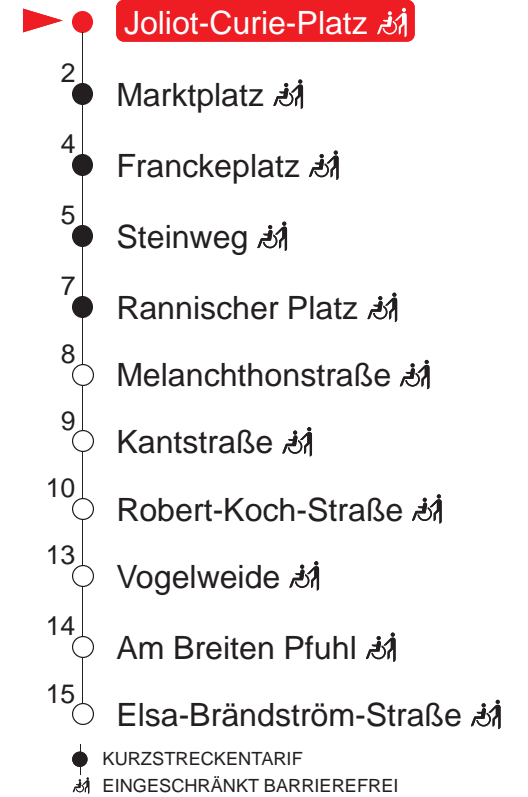 Joliot-Curie-Platz
2
Marktplatz
4
Franckeplatz
5
Steinweg
7
Rannischer Platz
8
Melanchthonstraße
9
Kantstraße
10
Robert-Koch-Straße
13
Vogelweide
14
Am Breiten Pfuhl
15
Elsa-Brändström-Straße
KURZSTRECKENTARIF
EINGESCHRÄNKT BARRIEREFREI